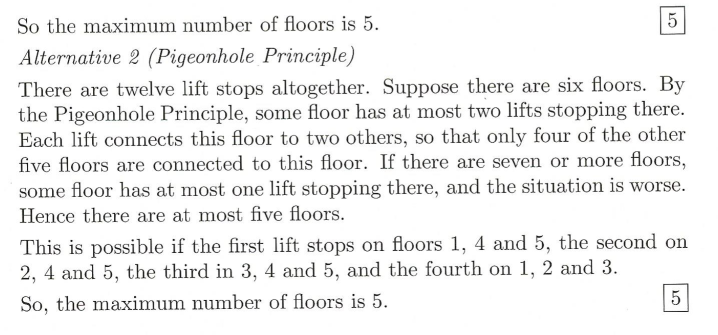 So the maximum number of floors is 5. 5
Alternative 2 (Pigeonhole Principle)
There are twelve lift stops altogether. Suppose there are six floors. By
the Pigeonhole Principle, some floor has at most two lifts stopping there.
Each lift connects this floor to two others, so that only four of the other
five floors are connected to this floor. If there are seven or more floors,
some floor has at most one lift stopping there, and the situation is worse.
Hence there are at most five floors.
This is possible if the first lift stops on floors 1, 4 and 5, the second on
2, 4 and 5, the third in 3, 4 and 5, and the fourth on 1, 2 and 3.
So, the maximum number of floors is 5. 5